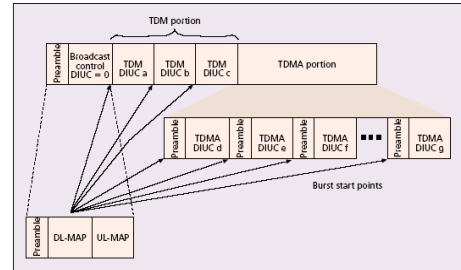 TDM portion
Preamble
Broadcast
control
DIUC = 0
TDM
DIUC a
TDM
DIUC b
TDM
DIUC c
TDMA portion
Preamble
TDMA
DIUC d
Preamble
TDMA
DIUC e
Preamble
TDMA
DIUC f
Preamble
TDMA
DIUC g
Burst start points
Preamble
DL-MAP
UL-MAP